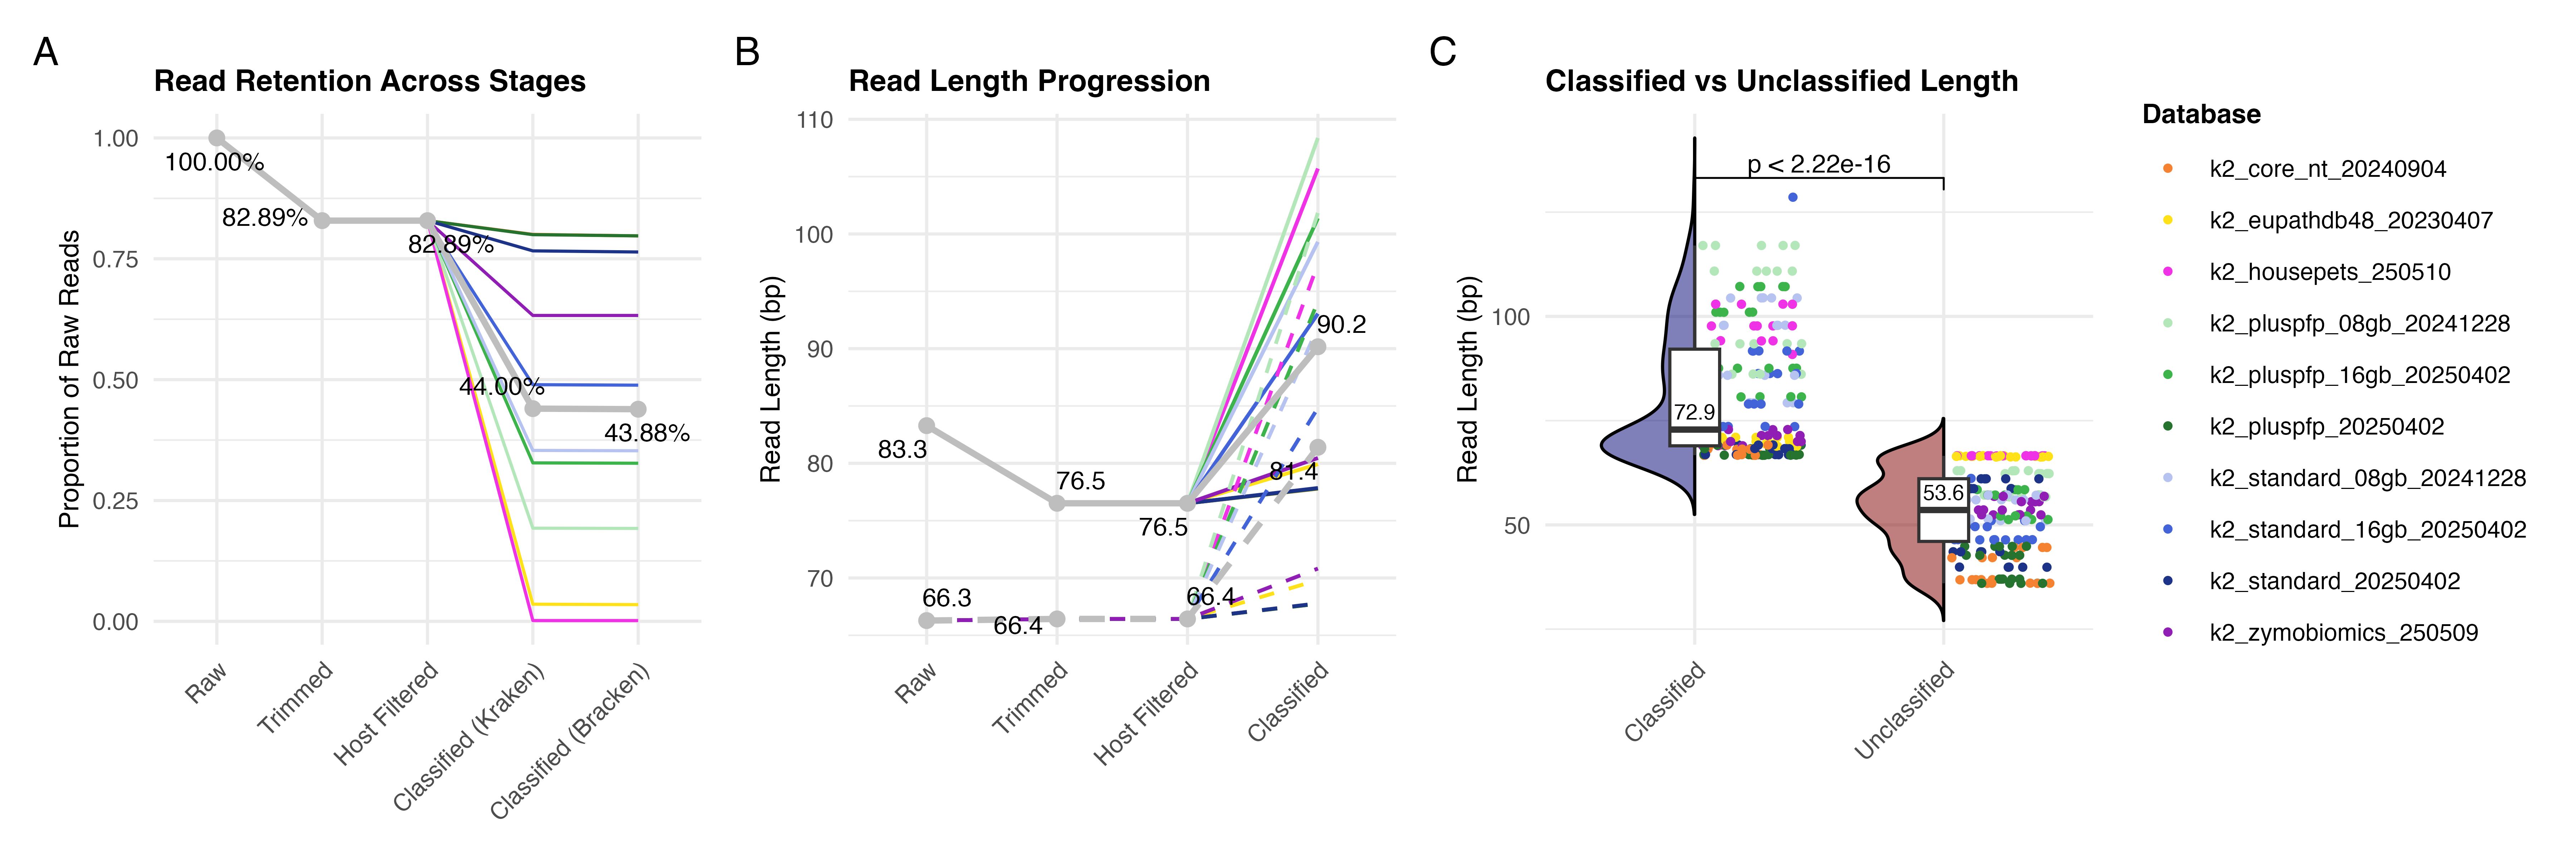 A
Read Retention Across Stages
Proportion of Raw Reads
1.00
0.75
0.50
0.25
0.00
100.00%
82.89%
82.89%
44.00%
43.88%
Raw
Trimmed
Host Filtered
Classified (Kraken)
Classified (Bracken)
B
Read Length Progression
Read Length (bp)
110
100
90
80
70
83.3
76.5
76.5
90.2
81.4
66.3
66.4
66.4
Raw
Trimmed
Host Filtered
Classified
C
Classified vs Unclassified Length
Read Length (bp)
100
50
p < 2.22e-16
72.9
53.6
Classified
Unclassified
Database
k2_core_nt_20240904
k2_eupathdb48_20230407
k2_housepets_250510
k2_pluspfp_08gb_20241228
k2_pluspfp_16gb_20250402
k2_pluspfp_20250402
k2_standard_08gb_20241228
k2_standard_16gb_20250402
k2_standard_20250402
k2_zymobiomics_250509